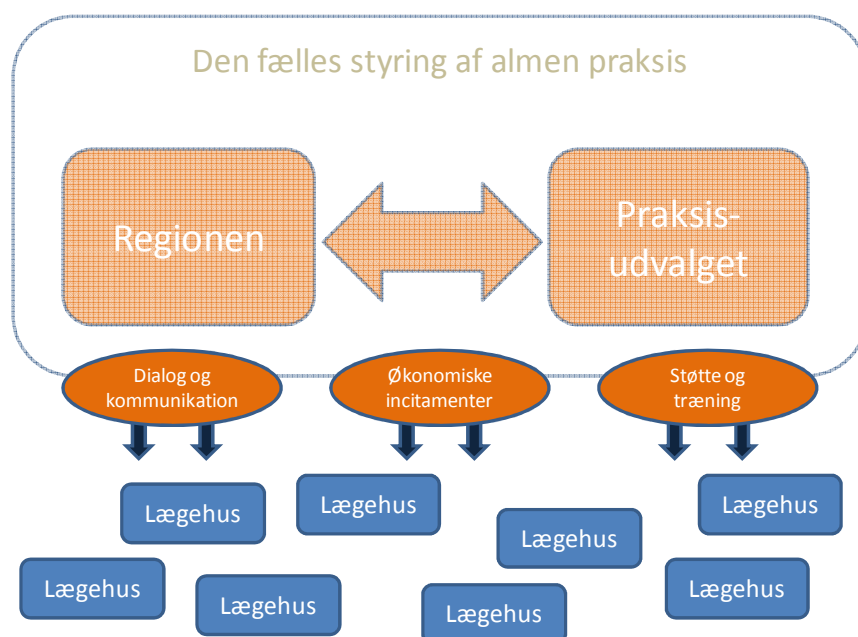 Den fælles styring af almen praksis
Regionen
Praksis-
udvalget
Dialog og
kommunikation
Økonomiske
incitamenter
Støtte og
træning
Lægehus
Lægehus
Lægehus
Lægehus
Lægehus
Lægehus
Lægehus
Lægehus